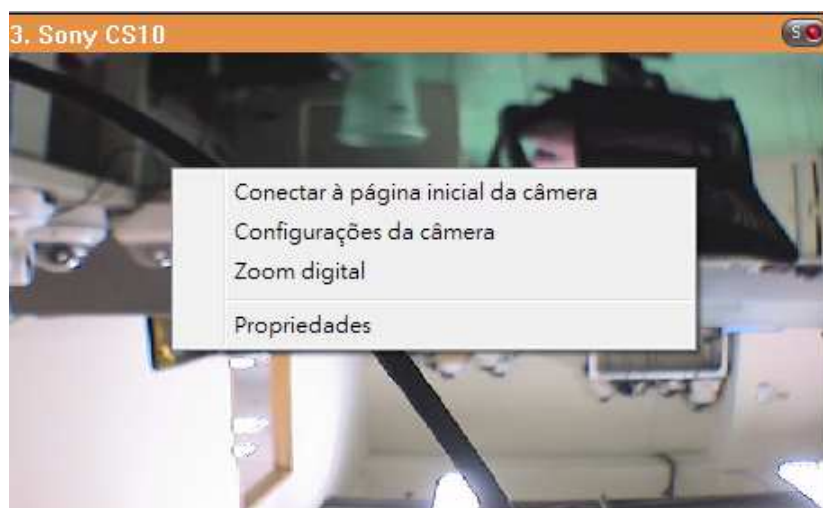 3. Sony CS10
S
Conectar à página inicial da câmera
Configurações da câmera
Zoom digital
Propriedades